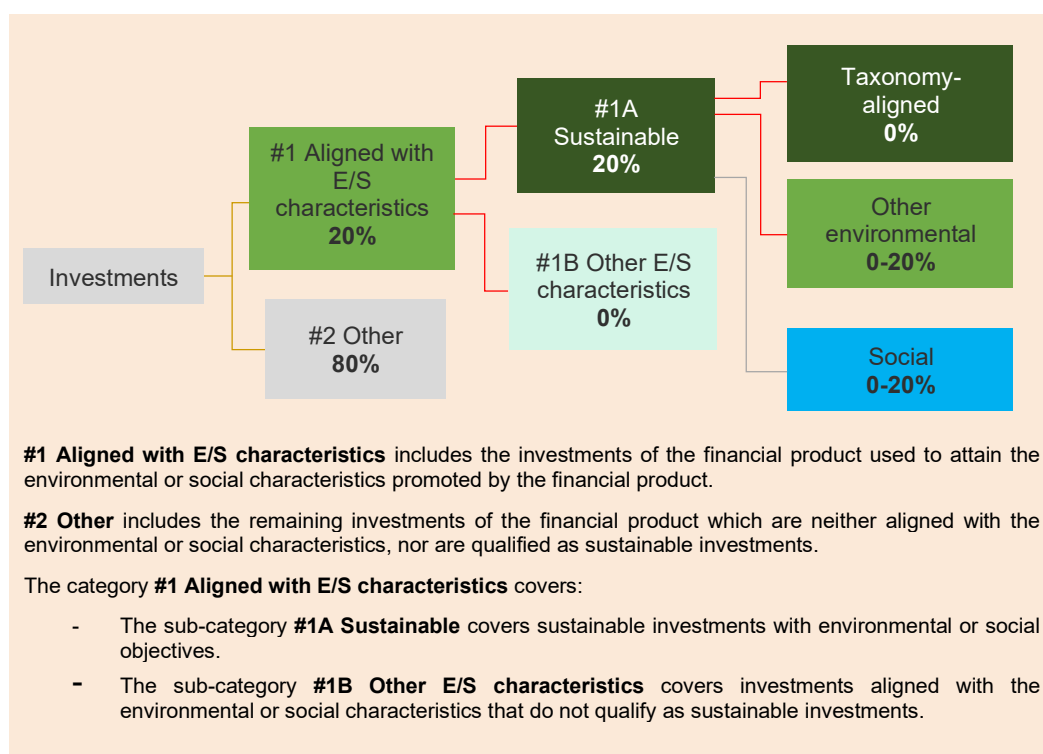 Investments
#1 Aligned with
E/S
characteristics
20%
#2 Other
80%
#1A
Sustainable
20%
#1B Other E/S
characteristics
0%
Taxonomy-
aligned
0%
Other
environmental
0-20%
Social
0-20%
#1 Aligned with E/S characteristics includes the investments of the financial product used to attain the
environmental or social characteristics promoted by the financial product.
#2 Other includes the remaining investments of the financial product which are neither aligned with the
environmental or social characteristics, nor are qualified as sustainable investments.
The category #1 Aligned with E/S characteristics covers:
- The sub-category #1A Sustainable covers sustainable investments with environmental or social
objectives.
- The sub-category #1B Other E/S characteristics covers investments aligned with the
environmental or social characteristics that do not qualify as sustainable investments.